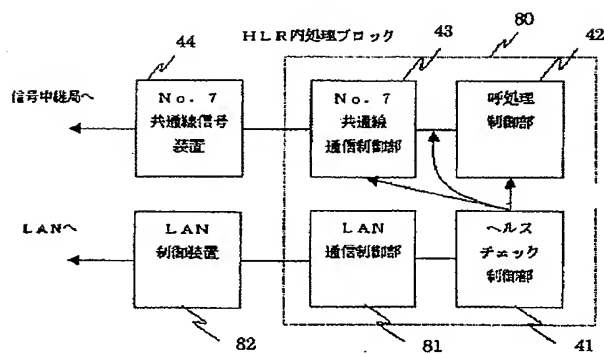 HLR内処理ブロック
80
44
43
42
信号中継局へ
No.7
共通線信号
装置
No.7
共通線
通信制御部
呼処理
制御部
LANへ
LAN
制御装置
LAN
通信制御部
ヘルス
チェック
制御部
82
81
41